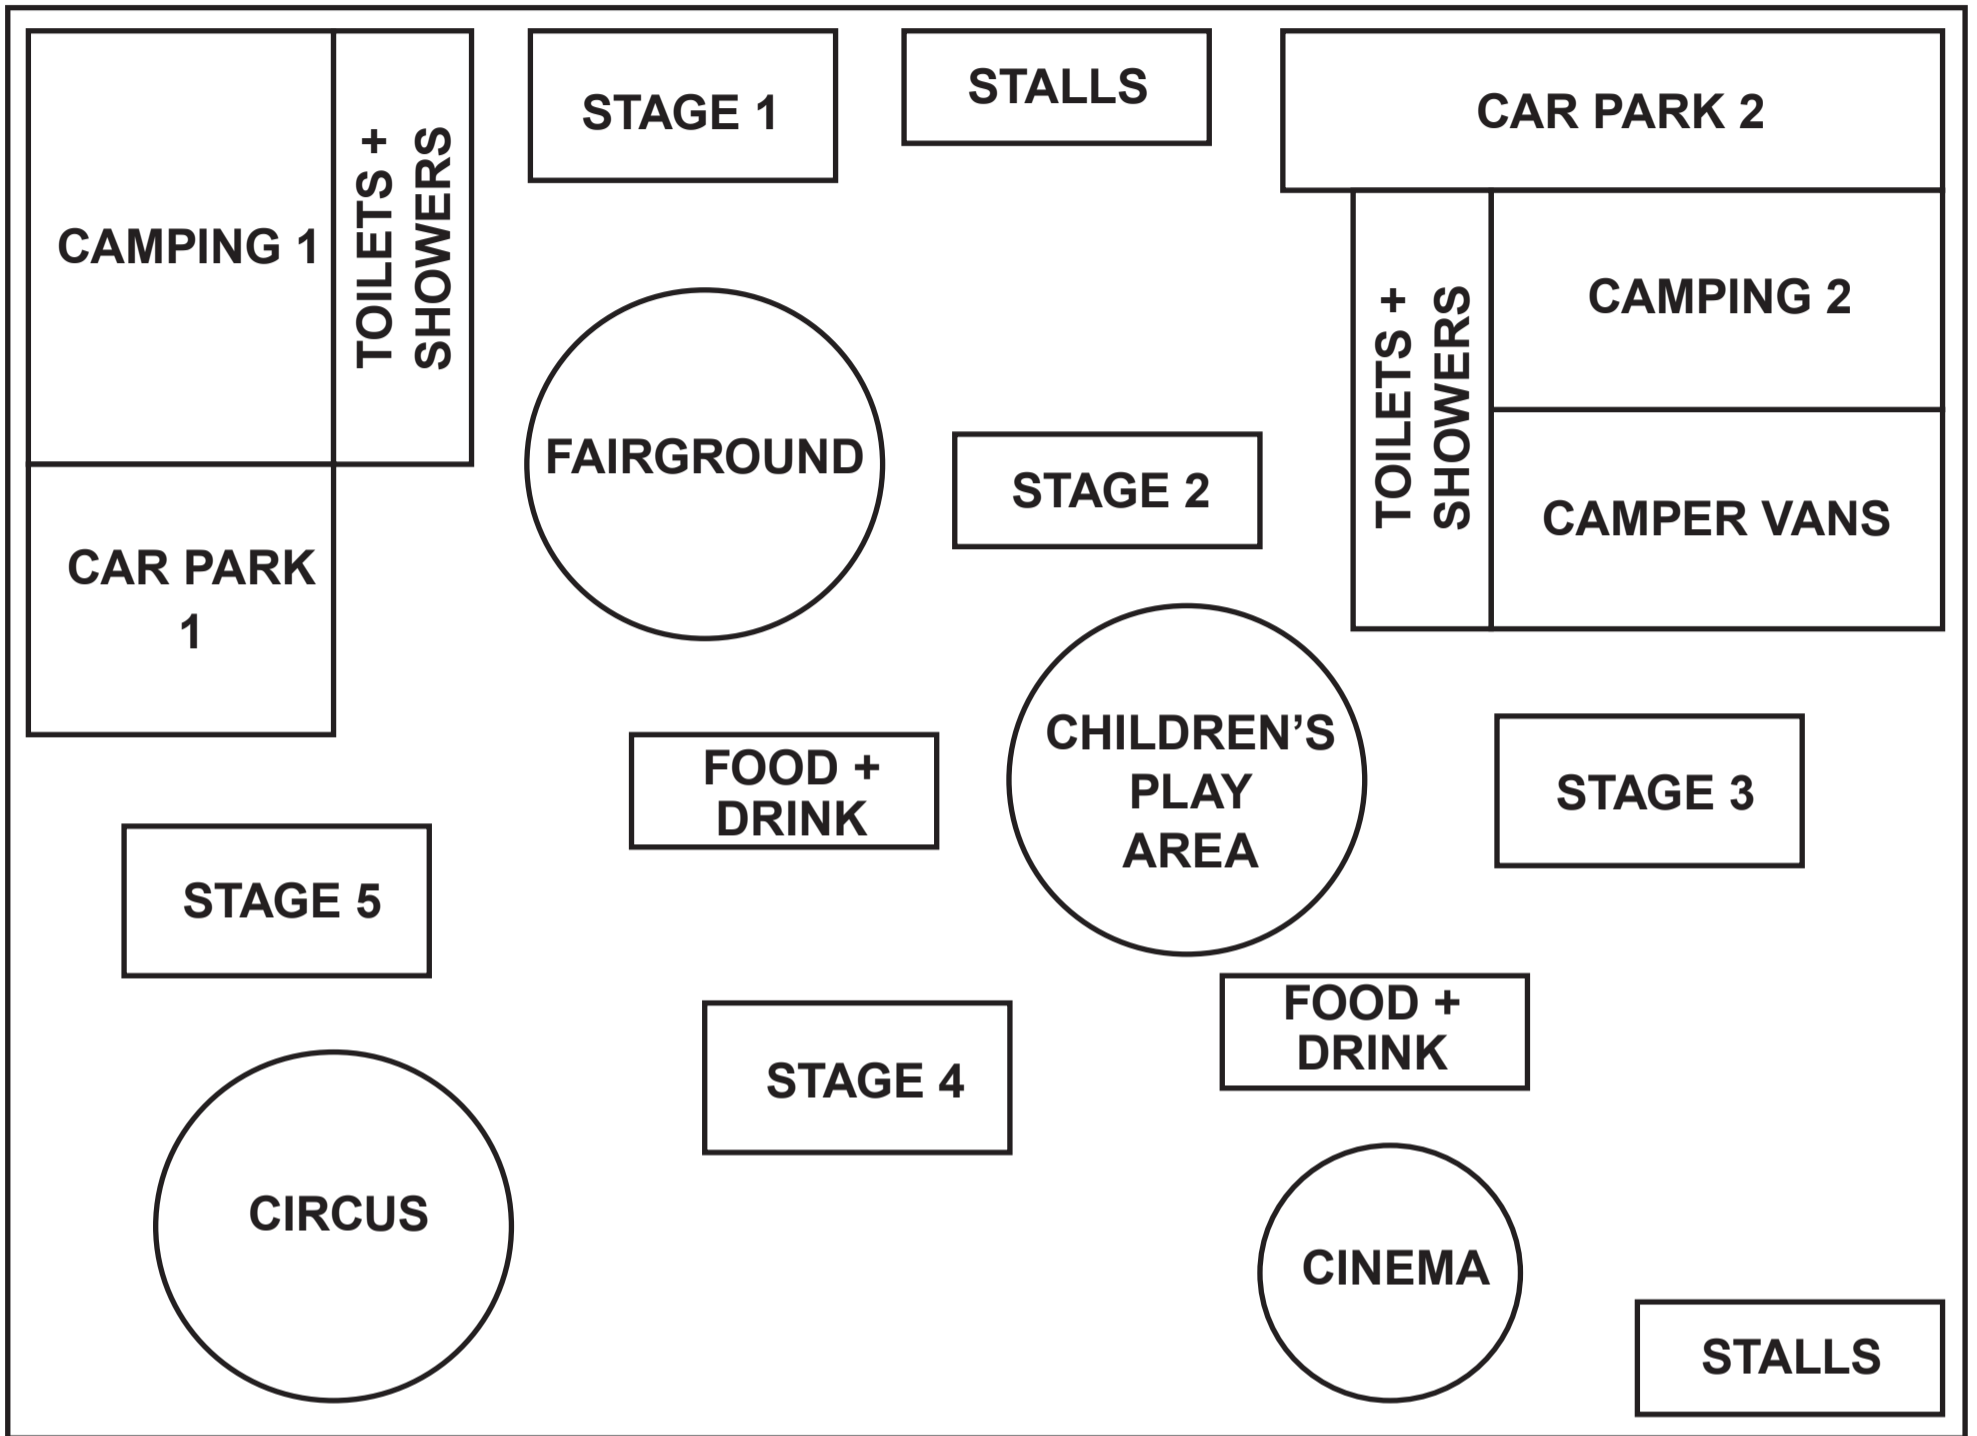 STAGE 1
STALLS
CAR PARK 2
CAMPING 1
TOILETS +
SHOWERS
TOILETS +
SHOWERS
CAMPING 2
FAIRGROUND
STAGE 2
CAMPER VANS
CAR PARK
1
CHILDREN’S
PLAY
AREA
FOOD +
DRINK
STAGE 3
STAGE 5
FOOD +
DRINK
STAGE 4
CIRCUS
CINEMA
STALLS